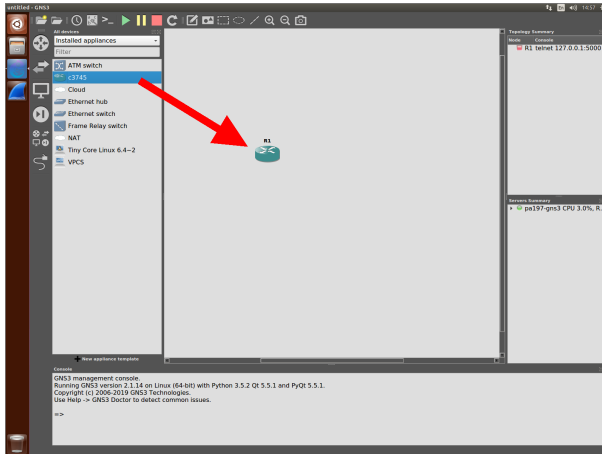 untitled - GNS3
14:57
All devices
Installed appliances
Filter
ATM switch
c3745
Cloud
Ethernet hub
Ethernet switch
Frame Relay switch
NAT
Tiny Core Linux 6.4~2
VPCS
New appliance template
R1
Topology Summary
Node Console
R1 telnet 127.0.0.1:5000
Servers Summary
pa197-gns3 CPU 3.0%, R.
Console
GNS3 management console.
Running GNS3 version 2.1.14 on Linux (64-bit) with Python 3.5.2 Qt 5.5.1 and PyQt 5.5.1.
Copyright (c) 2006-2019 GNS3 Technologies.
Use Help -> GNS3 Doctor to detect common issues.
=>